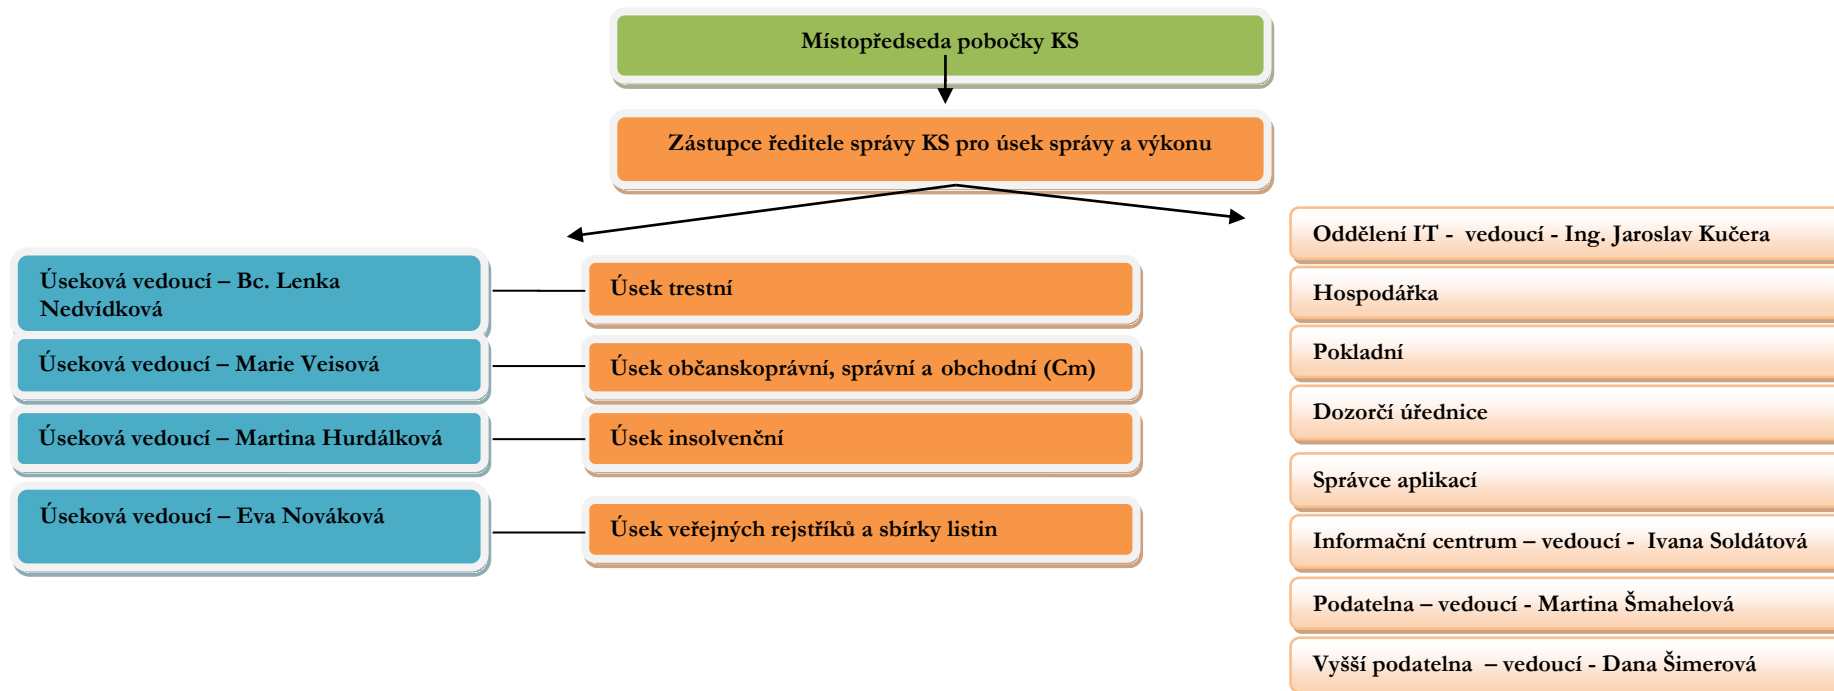 Místopředseda pobočky KS
Zástupce ředitele správy KS pro úsek správy a výkonu
Úseková vedoucí – Bc. Lenka
Nedvídková
Úsek trestní
Úseková vedoucí – Marie Veisová
Úsek občanskoprávní, správní a obchodní (Cm)
Úseková vedoucí – Martina Hurdálková
Úsek insolvenční
Úseková vedoucí – Eva Nováková
Úsek veřejných rejstříků a sbírky listin
Oddělení IT - vedoucí - Ing. Jaroslav Kučera
Hospodářka
Pokladní
Dozorčí úřednice
Správce aplikací
Informační centrum – vedoucí - Ivana Soldátová
Podatelna – vedoucí - Martina Šmahelová
Vyšší podatelna – vedoucí - Dana Šimerová